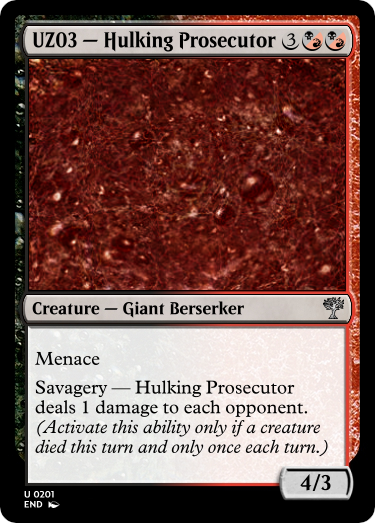 UZ03 — Hulking Prosecutor 3
Creature — Giant Berserker
Menace
Savagery — Hulking Prosecutor
deals 1 damage to each opponent.
(Activate this ability only if a creature
died this turn and only once each turn.)
4/3
U 0201
END